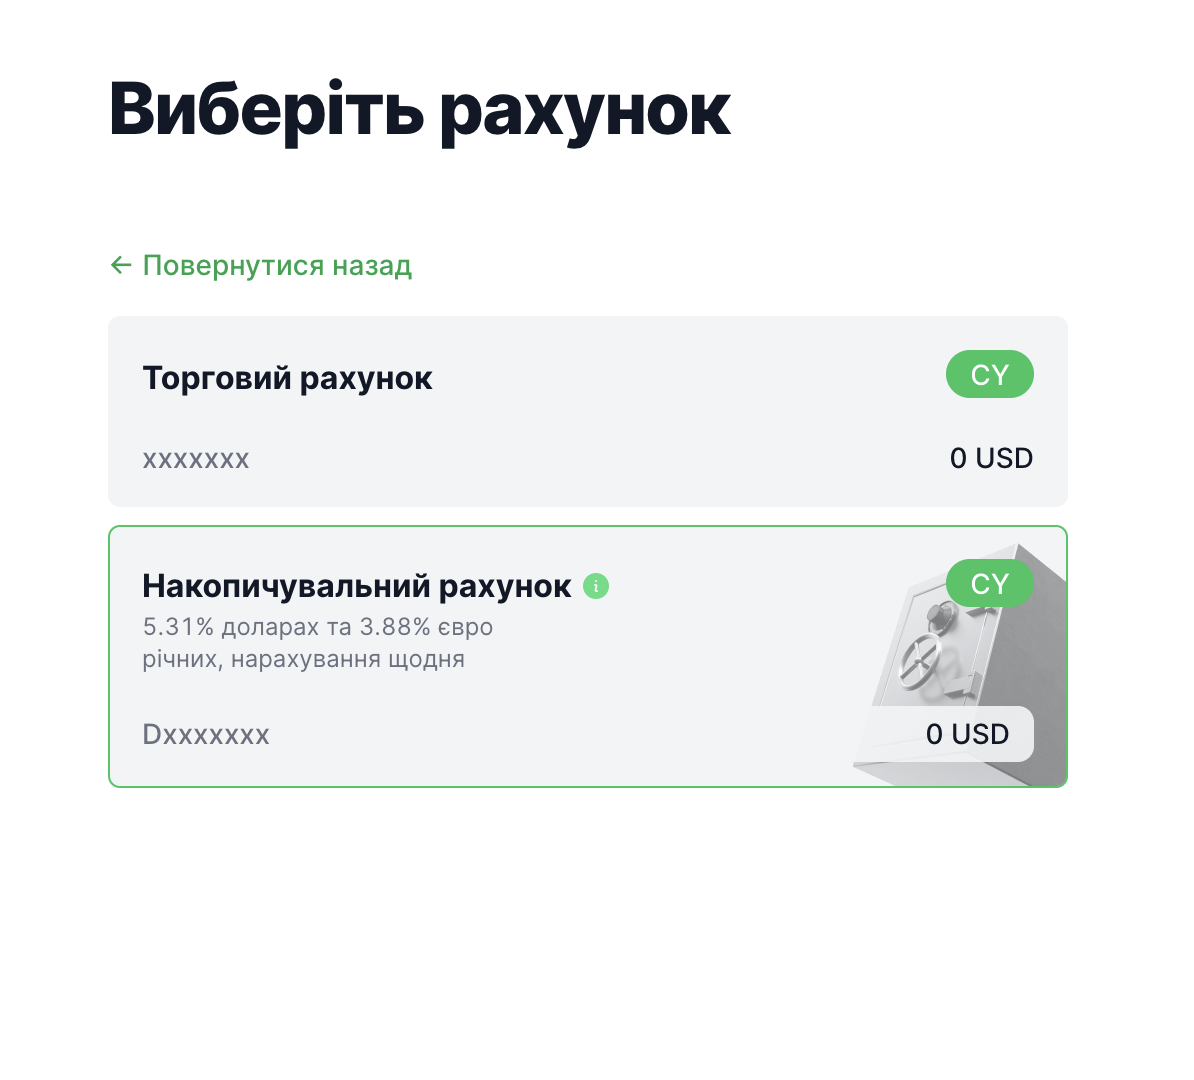 Виберіть рахунок
← Повернутися назад
Торговий рахунок
CY
xxxxxxx
0 USD
Накопичувальний рахунок
i
CY
5.31% доларах та 3.88% євро
річних, нарахування щодня
Dxxxxxxx
0 USD